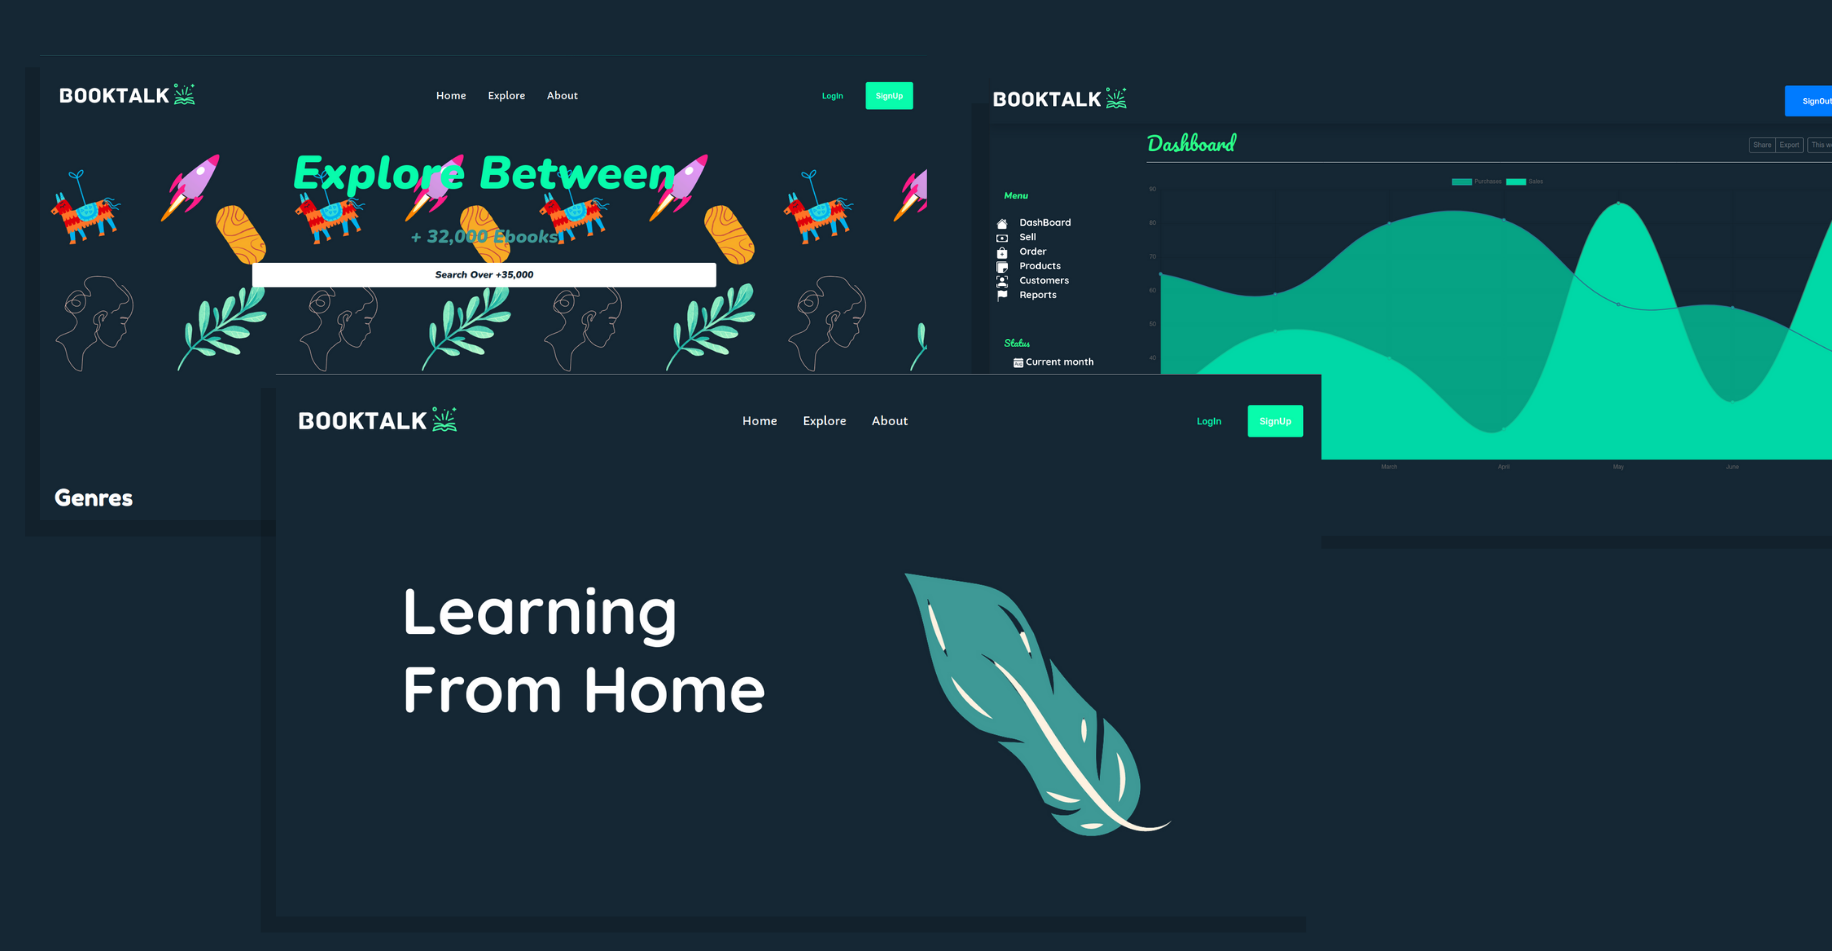 BOOKTALK
Home Explore About
LogIn SignUp
Explore Between
+ 32,000 Ebooks
Search Over +35,000
Genres
BOOKTALK
SignOut
Dashboard
Share Export This we
Purchases Sales
Menu
DashBoard
Sell
Order
Products
Customers
Reports
Status
Current month
90
80
70
60
50
40
March April May June
BOOKTALK
Home Explore About
LogIn SignUp
Learning
From Home